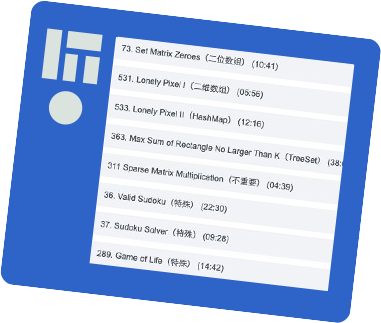 73. Set Matrix Zeroes（二位数组） (10:41)
531. Lonely Pixel I（二维数组） (05:56)
533. Lonely Pixel II（HashMap） (12:16)
363. Max Sum of Rectangle No Larger Than K（TreeSet） (38:
311 Sparse Matrix Multiplication（不重要） (04:39)
36. Valid Sudoku（特殊） (22:30)
37. Sudoku Solver（特殊） (09:28)
289. Game of Life（特殊） (14:42)